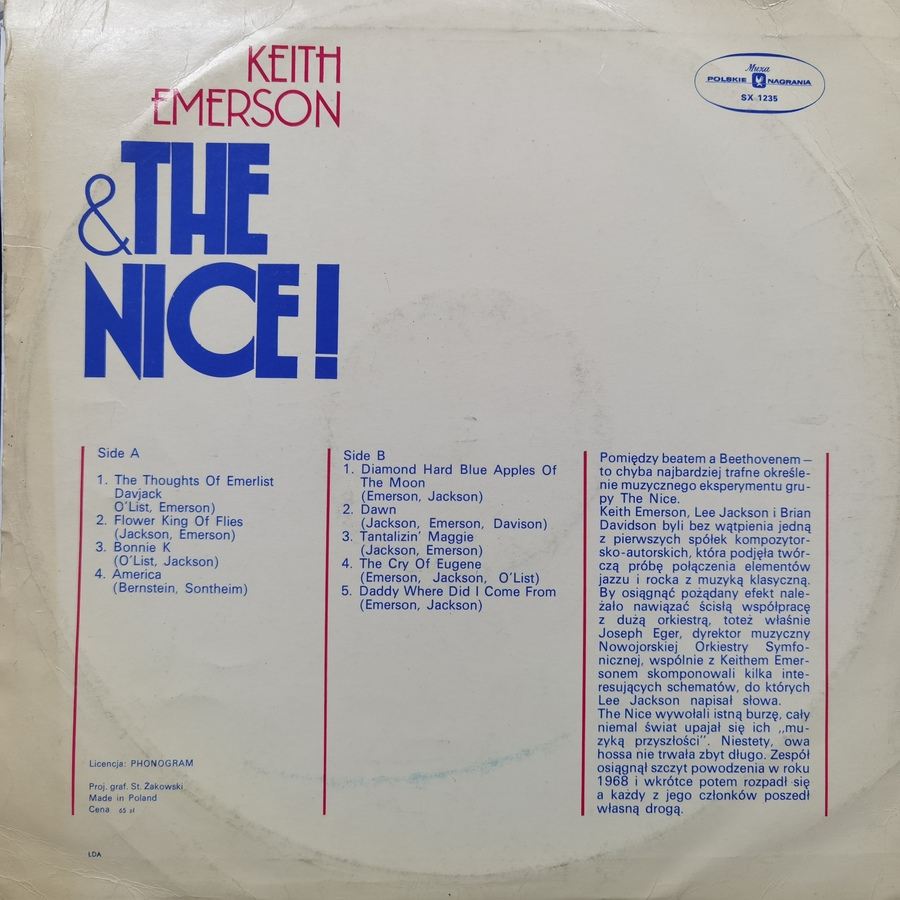 KEITH
EMERSON
& THE
NICE!
Muza
POLSKIE NAGRANIA
SX 1235
Side A
1. The Thoughts Of Emerlist
Davjack
O'List, Emerson)
2. Flower King Of Flies
(Jackson, Emerson)
3. Bonnie K
(O'List, Jackson)
4. America
(Bernstein, Sontheim)
Side B
1. Diamond Hard Blue Apples Of
The Moon
(Emerson, Jackson)
2. Dawn
(Jackson, Emerson, Davison)
3. Tantalizin' Maggie
(Jackson, Emerson)
4. The Cry Of Eugene
(Emerson, Jackson, O'List)
5. Daddy Where Did I Come From
(Emerson, Jackson)
Pomiędzy beatem a Beethovenem —
to chyba najbardziej trafne określe-
nie muzycznego eksperymentu gru-
py The Nice.
Keith Emerson, Lee Jackson i Brian
Davidson byli bez wątpienia jedną
z pierwszych spółek kompozytor-
sko-autorskich, która podjęła twór-
czą próbę połączenia elementów
jazzu i rocka z muzyką klasyczną.
By osiągnąć pożądany efekt nale-
żało nawiązać ścisłą współpracę
z dużą orkiestrą, toteż właśnie
Joseph Eger, dyrektor muzyczny
Nowojorskiej Orkiestry Symfo-
nicznej, wspólnie z Keithem Emer-
sonem skomponowali kilka inte-
resujących schematów, do których
Lee Jackson napisał słowa.
The Nice wywołali istną burzę, cały
niemal świat upajał się ich „mu-
zyką przyszłości”. Niestety, owa
hossa nie trwała zbyt długo. Zespół
osiągnął szczyt powodzenia w roku
1968 i wkrótce potem rozpadł się
a każdy z jego członków poszedł
własną drogą.
Licencja: PHONOGRAM
Proj. graf. St. Żakowski
Made in Poland
Cena 65 zł
ŁDA